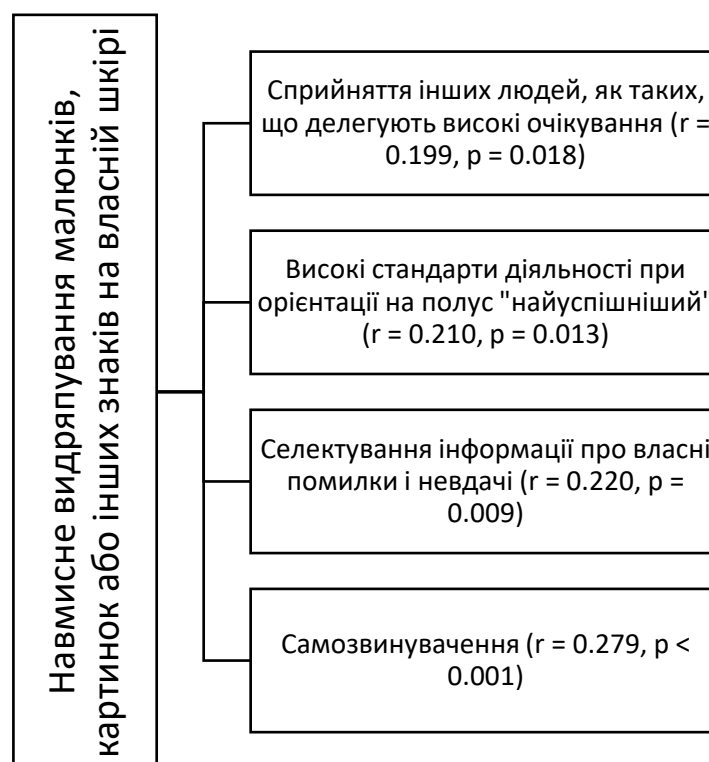 Навмисне видряпування малюнків,
картинок або інших знаків на власній шкірі
Сприйняття інших людей, як таких,
що делегують високі очікування (r =
0.199, p = 0.018)
Високі стандарти діяльності при
орієнтації на полус "найуспішніший"
(r = 0.210, p = 0.013)
Селектування інформації про власні
помилки і невдачі (r = 0.220, p =
0.009)
Самозвинувачення (r = 0.279, p <
0.001)